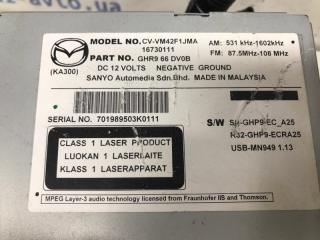 MODEL NO. CV-VM42F1JMA
16730111
AM: 531 kHz-1602kHz
FM: 87.5MHz-108 MHz
(KA300)
PART NO. GHR9 66 DV0B
DC 12 VOLTS NEGATIVE GROUND
SANYO Automedia Sdn.Bhd. MADE IN MALAYSIA
SERIAL NO. 701989503K0111
S/W SH-GHP9-EC_A25
N32-GHP9-ECRA25
USB-MN949 1.13
CLASS 1 LASER PRODUCT
LUOKAN 1 LASERLAITE
KLASS 1 LASERAPPARAT
MPEG Layer-3 audio technology licensed from Fraunhofer IIS and Thomson.